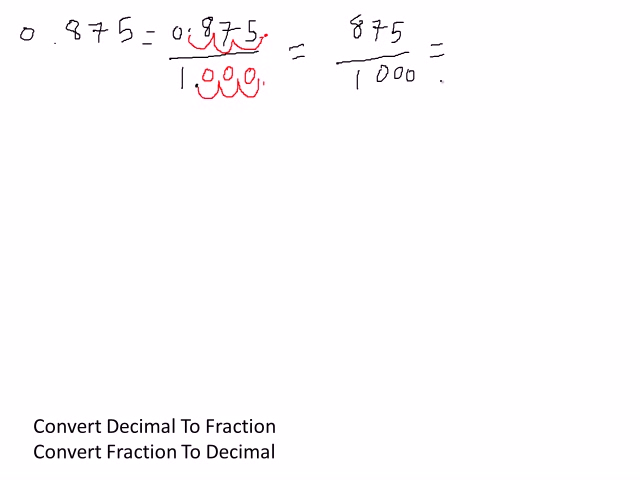 0.875 = 0.875/1.000 = 875/1000 =
Convert Decimal To Fraction
Convert Fraction To Decimal